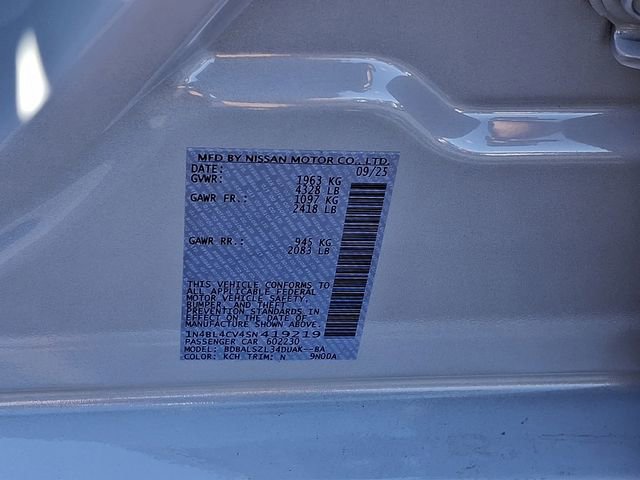 MFD BY NISSAN MOTOR CO., LTD.
DATE: 09/25
GVWR: 1963 KG
4328 LB
GAWR FR.: 1097 KG
2418 LB
GAWR RR.: 945 KG
2083 LB
THIS VEHICLE CONFORMS TO
ALL APPLICABLE FEDERAL
MOTOR VEHICLE SAFETY,
BUMPER, AND THEFT
PREVENTION STANDARDS IN
EFFECT ON THE DATE OF
MANUFACTURE SHOWN ABOVE.
1N4BL4CV4SN419219
PASSENGER CAR 602230
MODEL: BDBALSZL34DUAK--BA
COLOR: KCH TRIM: N 9N0DA